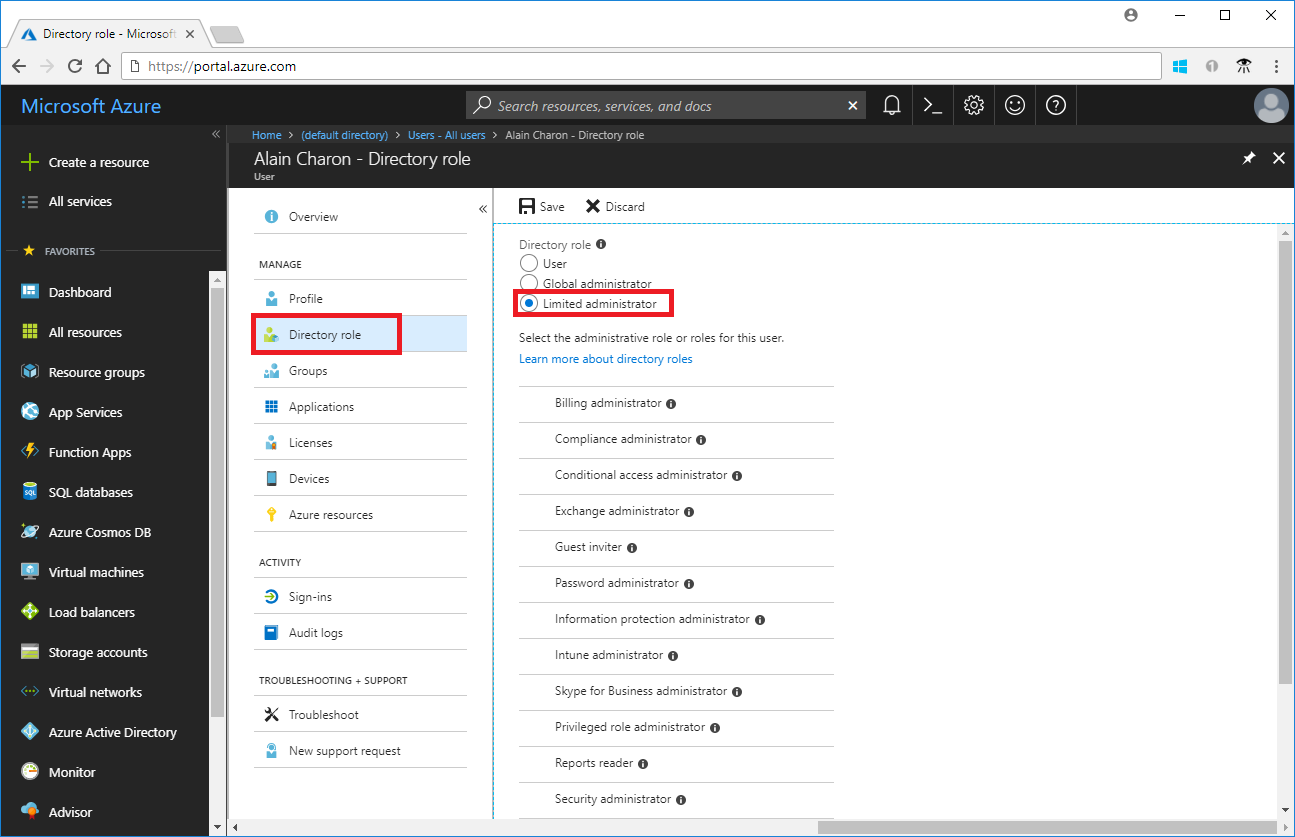 Directory role - Microsoft
https://portal.azure.com
Microsoft Azure
Search resources, services, and docs
Home > (default directory) > Users - All users > Alain Charon - Directory role
Alain Charon - Directory role
User
Create a resource
All services
FAVORITES
Dashboard
All resources
Resource groups
App Services
Function Apps
SQL databases
Azure Cosmos DB
Virtual machines
Load balancers
Storage accounts
Virtual networks
Azure Active Directory
Monitor
Advisor
Overview
MANAGE
Profile
Directory role
Groups
Applications
Licenses
Devices
Azure resources
ACTIVITY
Sign-ins
Audit logs
TROUBLESHOOTING + SUPPORT
Troubleshoot
New support request
Save Discard
Directory role
User
Global administrator
Limited administrator
Select the administrative role or roles for this user.
Learn more about directory roles
Billing administrator
Compliance administrator
Conditional access administrator
Exchange administrator
Guest inviter
Password administrator
Information protection administrator
Intune administrator
Skype for Business administrator
Privileged role administrator
Reports reader
Security administrator